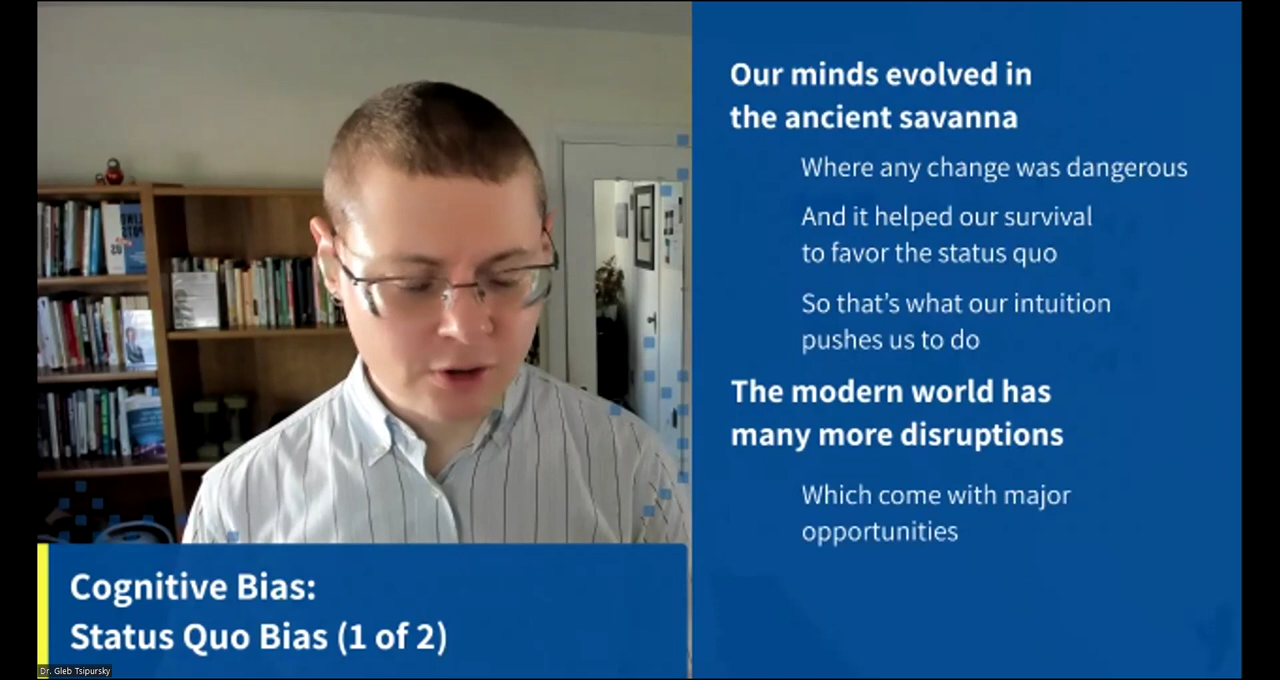 Our minds evolved in
the ancient savanna
Where any change was dangerous
And it helped our survival
to favor the status quo
So that’s what our intuition
pushes us to do
The modern world has
many more disruptions
Which come with major
opportunities
Cognitive Bias:
Status Quo Bias (1 of 2)
Dr. Gleb Tsipursky